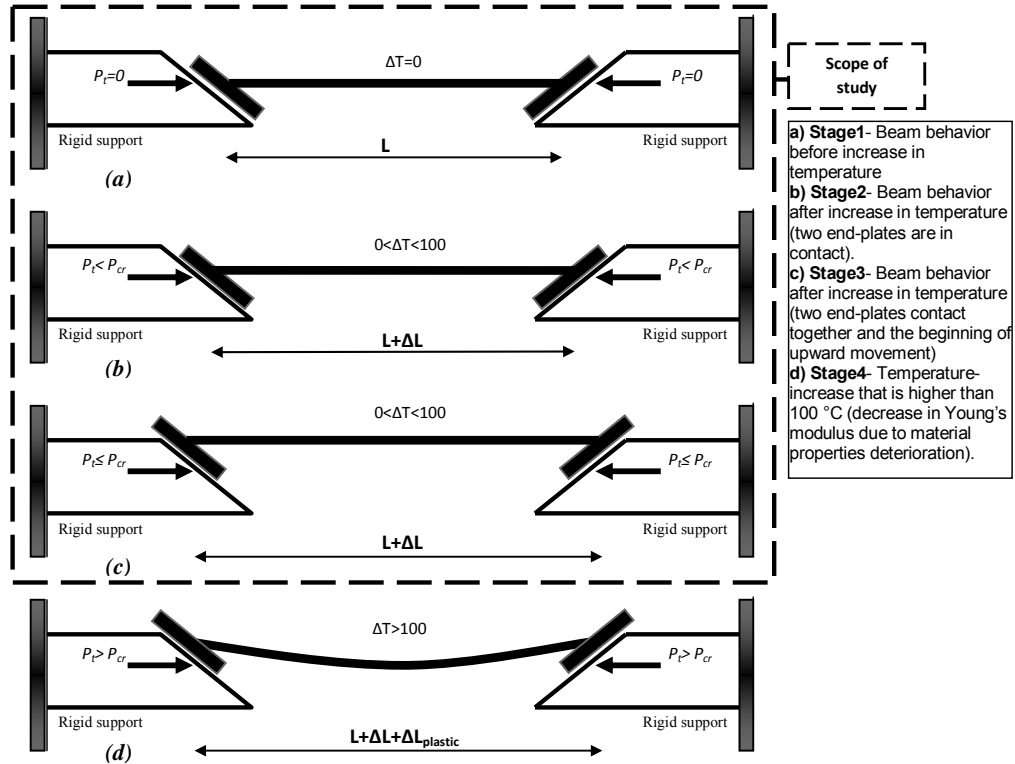 ΔT=0
Pt=0
Pt=0
Rigid support
Rigid support
L
(a)
0<ΔT<100
Pt< Pcr
Pt< Pcr
Rigid support
Rigid support
L+ΔL
(b)
0<ΔT<100
Pt≤ Pcr
Pt≤ Pcr
Rigid support
Rigid support
L+ΔL
(c)
ΔT>100
Pt> Pcr
Pt> Pcr
Rigid support
Rigid support
L+ΔL+ΔLplastic
(d)
Scope of
study
a) Stage1- Beam behavior
before increase in
temperature
b) Stage2- Beam behavior
after increase in temperature
(two end-plates are in
contact).
c) Stage3- Beam behavior
after increase in temperature
(two end-plates contact
together and the beginning of
upward movement)
d) Stage4- Temperature-
increase that is higher than
100 °C (decrease in Young's
modulus due to material
properties deterioration).